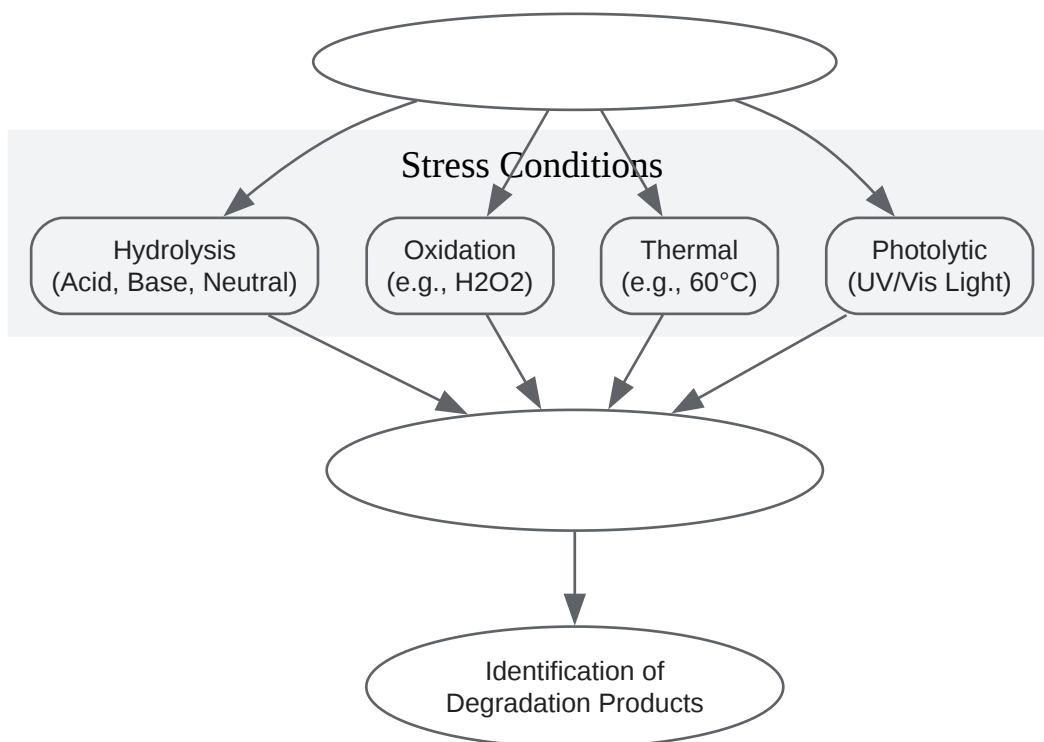 Stress Conditions
Hydrolysis
(Acid, Base, Neutral)
Oxidation
(e.g., H2O2)
Thermal
(e.g., 60°C)
Photolytic
(UV/Vis Light)
Identification of
Degradation Products